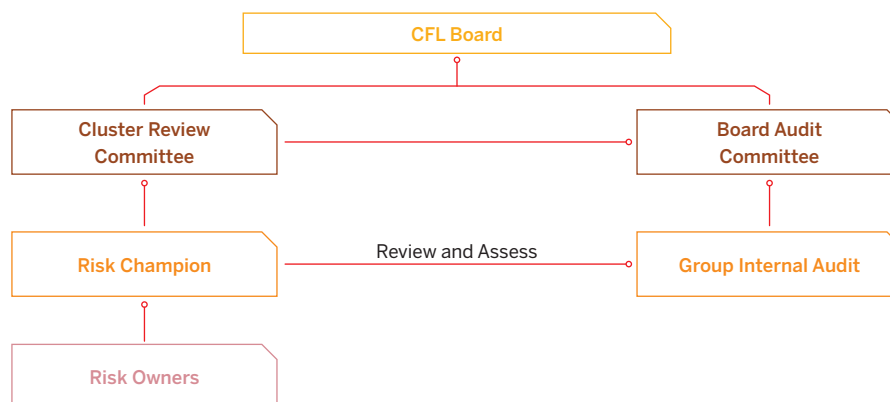 CFL Board
Cluster Review
Committee
Board Audit
Committee
Risk Champion
Review and Assess
Group Internal Audit
Risk Owners